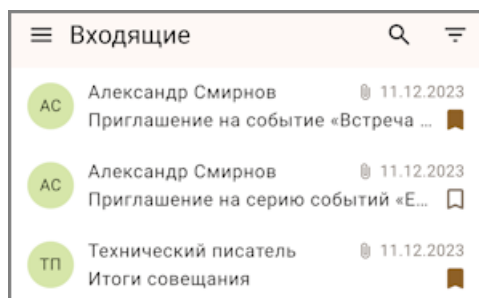 Входящие
АС Александр Смирнов 11.12.2023
Приглашение на событие «Встреча ...
АС Александр Смирнов 11.12.2023
Приглашение на серию событий «Е...
ТП Технический писатель 11.12.2023
Итоги совещания